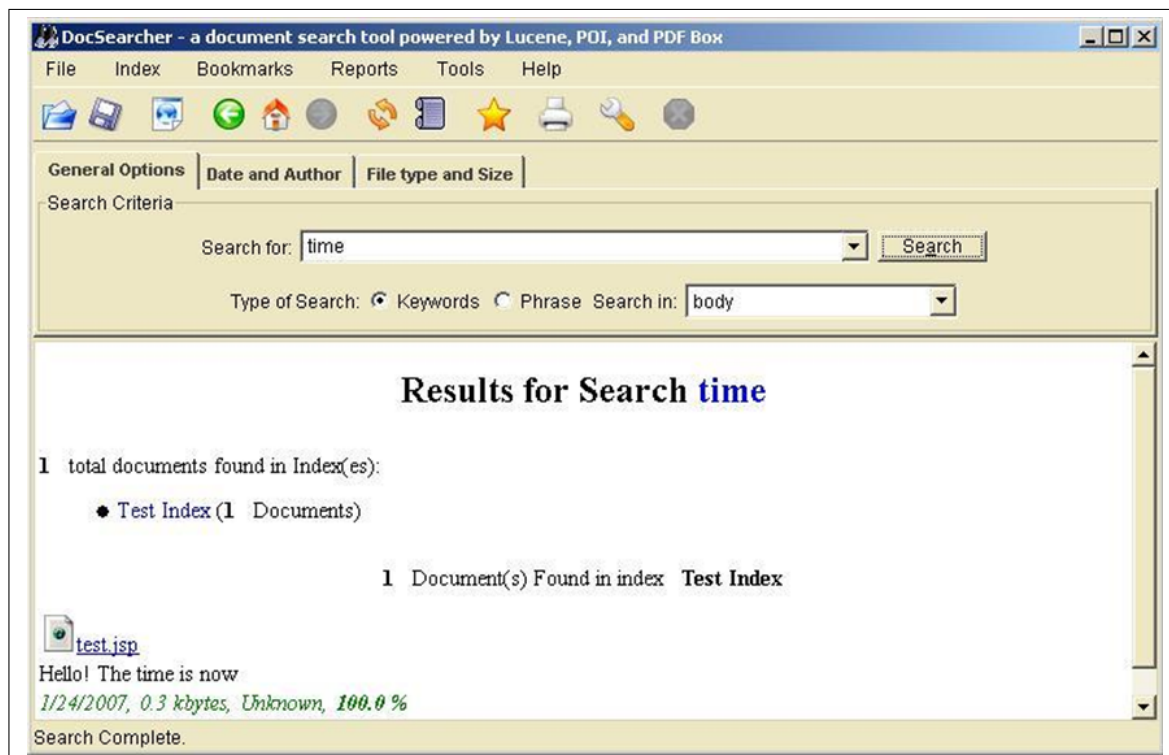 DocSearcher - a document search tool powered by Lucene, POI, and PDF Box
File Index Bookmarks Reports Tools Help
General Options Date and Author File type and Size
Search Criteria
Search for: time Search
Type of Search: Keywords Phrase Search in: body
Results for Search time
1 total documents found in Index(es):
Test Index (1 Documents)
1 Document(s) Found in index Test Index
test.jsp
Hello! The time is now
1/24/2007, 0.3 kbytes, Unknown, 100.0 %
Search Complete.